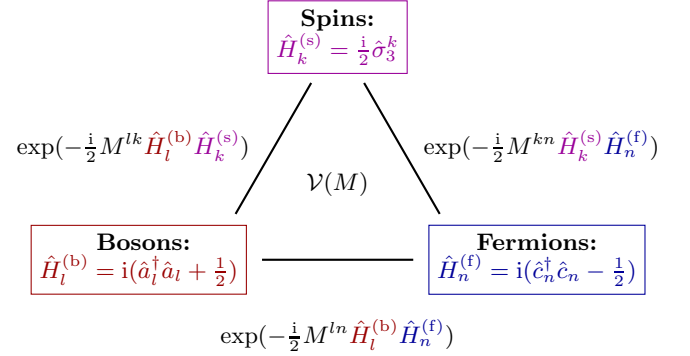 Spins:
Ĥ_k^(s) = i/2 σ̂_3^k
exp(−i/2 M^{lk} Ĥ_l^(b) Ĥ_k^(s))
exp(−i/2 M^{kn} Ĥ_k^(s) Ĥ_n^(f))
𝒱(M)
Bosons:
Ĥ_l^(b) = i(â_l^† â_l + 1/2)
Fermions:
Ĥ_n^(f) = i(ĉ_n^† ĉ_n − 1/2)
exp(−i/2 M^{ln} Ĥ_l^(b) Ĥ_n^(f))